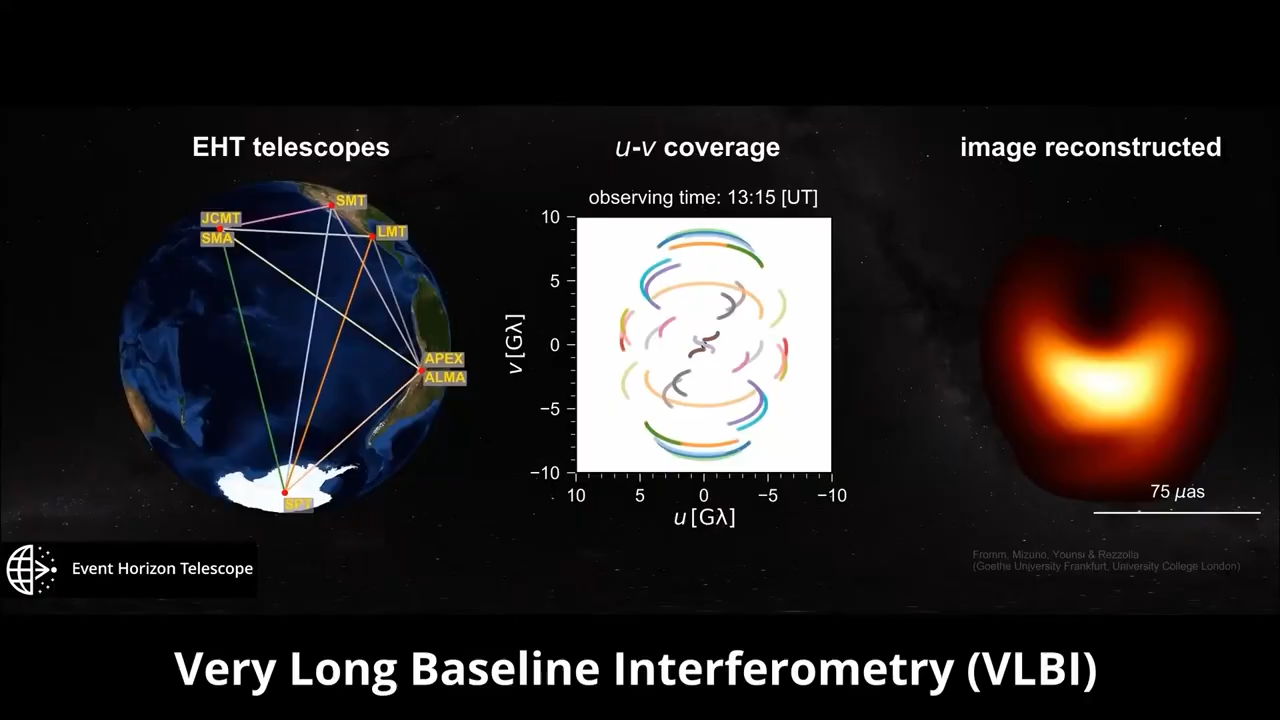 EHT telescopes
u-v coverage
image reconstructed
observing time: 13:15 [UT]
SMT
JCMT
SMA
LMT
APEX
ALMA
SPT
10
5
0
−5
−10
v [Gλ]
10 5 0 −5 −10
u [Gλ]
75 μas
Fromm, Mizuno, Younsi & Rezzolla
(Goethe University Frankfurt, University College London)
Event Horizon Telescope
Very Long Baseline Interferometry (VLBI)